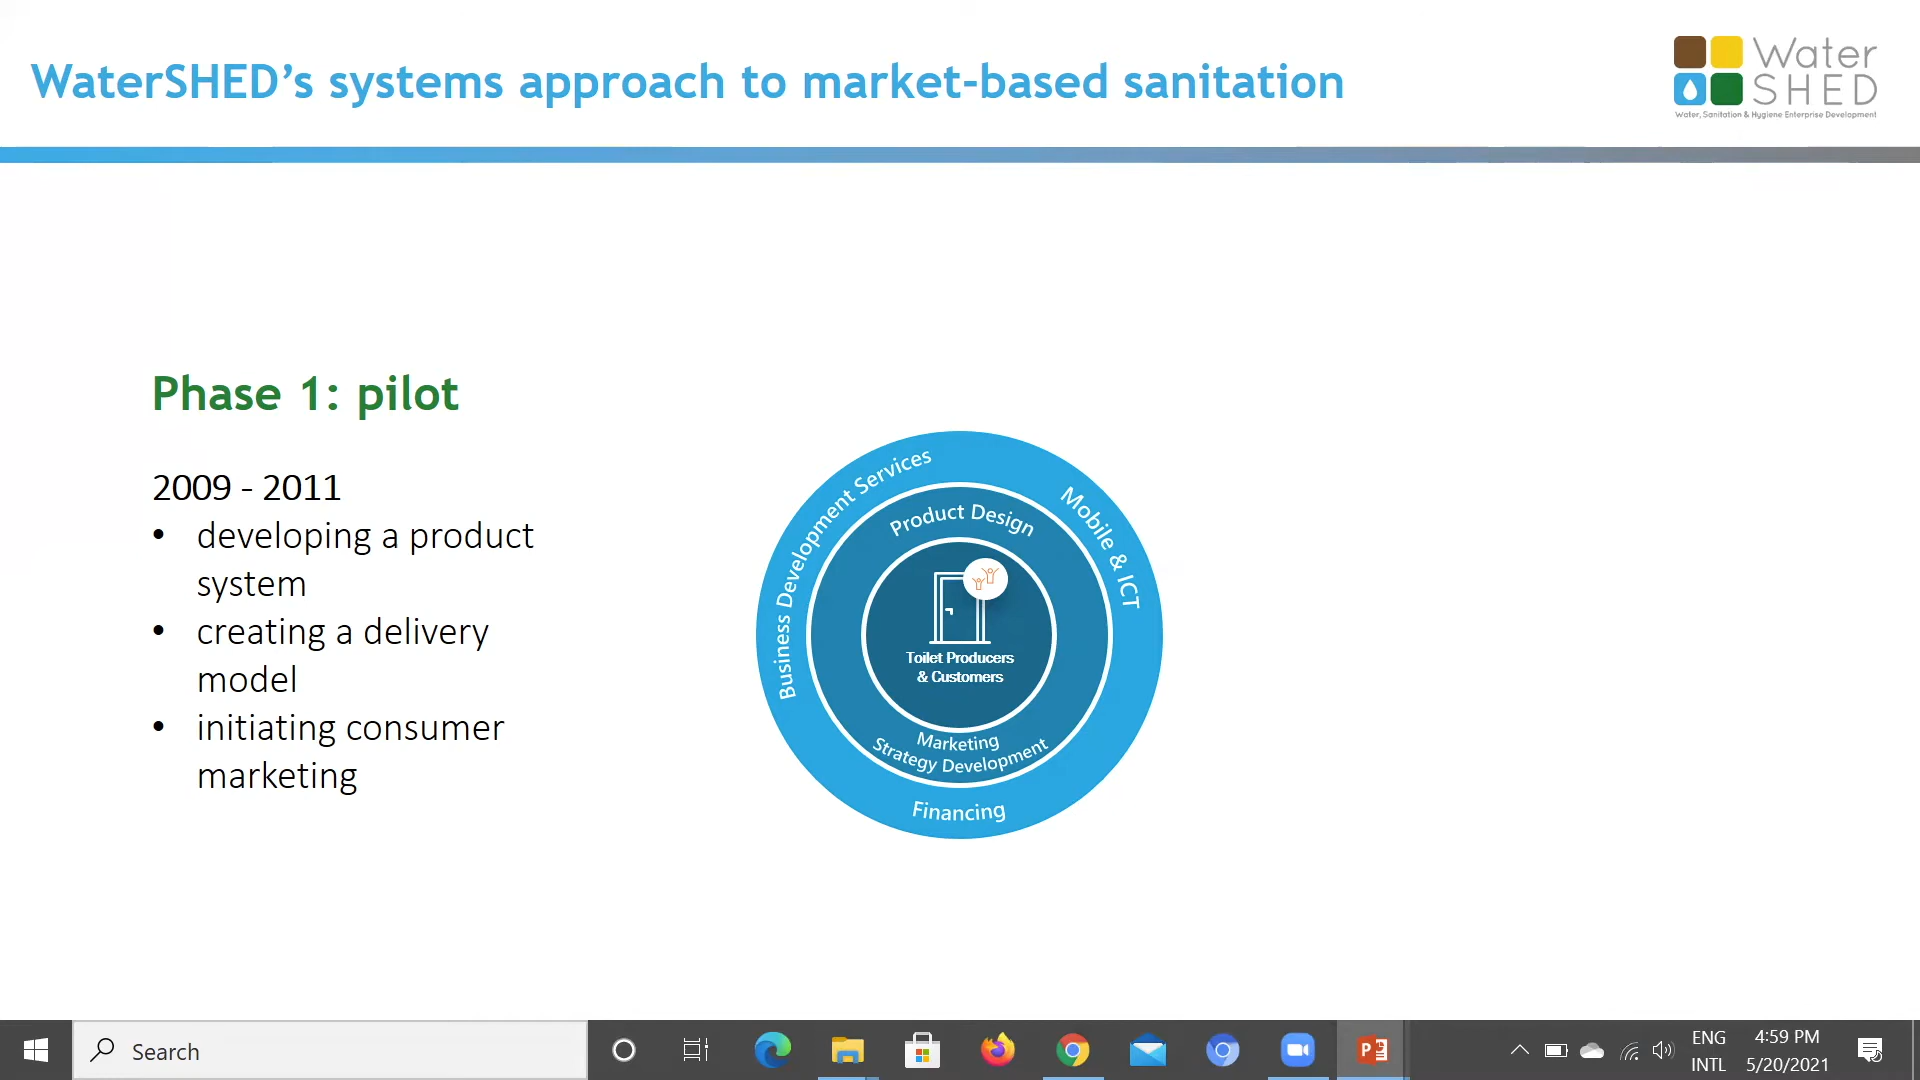 WaterSHED’s systems approach to market-based sanitation
Water
SHED
Water, Sanitation & Hygiene Enterprise Development
Phase 1: pilot
2009 - 2011
• developing a product
system
• creating a delivery
model
• initiating consumer
marketing
Business Development Services
Mobile & ICT
Product Design
Toilet Producers
& Customers
Marketing
Strategy Development
Financing
Search
ENG
INTL
4:59 PM
5/20/2021